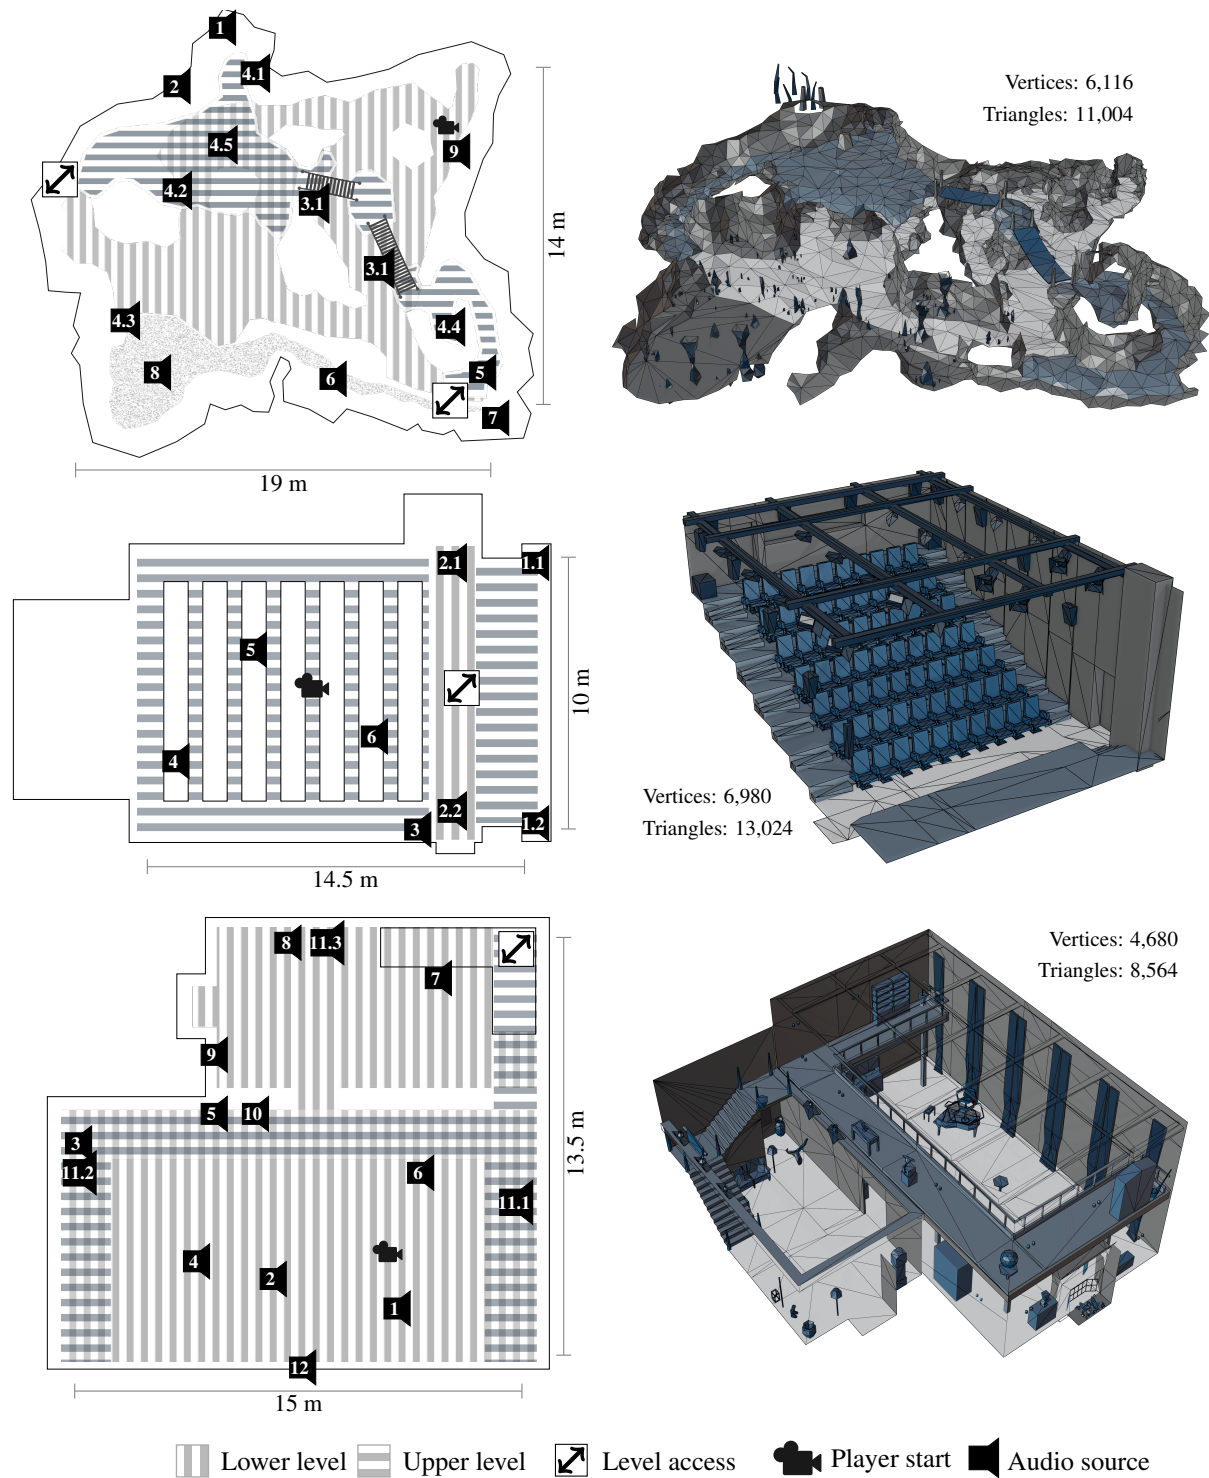 1
2
4.1
4.5
9
4.2
3.1
3.1
4.3
4.4
8
6
5
7
14 m
19 m
Vertices: 6,116
Triangles: 11,004
2.1
1.1
5
6
4
3
2.2
1.2
10 m
14.5 m
Vertices: 6,980
Triangles: 13,024
8
11.3
7
9
5
10
3
11.2
6
11.1
4
2
1
12
13.5 m
15 m
Vertices: 4,680
Triangles: 8,564
Lower level
Upper level
Level access
Player start
Audio source